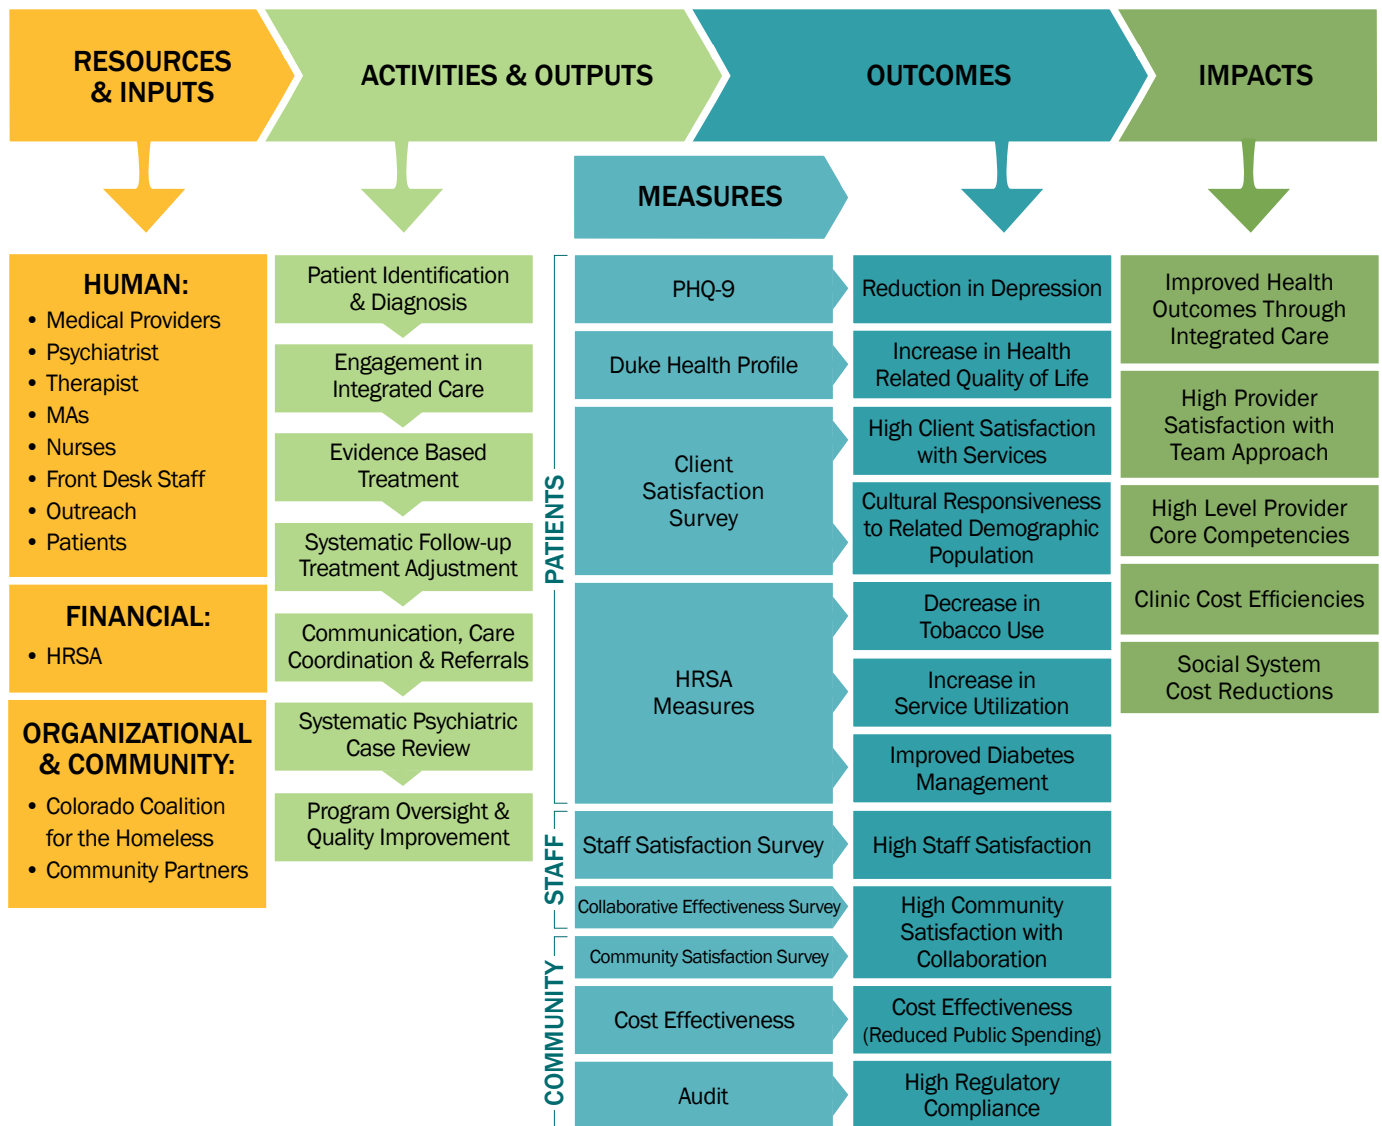 RESOURCES
& INPUTS
ACTIVITIES & OUTPUTS
OUTCOMES
IMPACTS
MEASURES
HUMAN:
• Medical Providers
• Psychiatrist
• Therapist
• MAs
• Nurses
• Front Desk Staff
• Outreach
• Patients
FINANCIAL:
• HRSA
ORGANIZATIONAL
& COMMUNITY:
• Colorado Coalition
for the Homeless
• Community Partners
Patient Identification
& Diagnosis
Engagement in
Integrated Care
Evidence Based
Treatment
Systematic Follow-up
Treatment Adjustment
Communication, Care
Coordination & Referrals
Systematic Psychiatric
Case Review
Program Oversight &
Quality Improvement
PATIENTS
PHQ-9
Duke Health Profile
Client
Satisfaction
Survey
HRSA
Measures
STAFF
Staff Satisfaction Survey
Collaborative Effectiveness Survey
COMMUNITY
Community Satisfaction Survey
Cost Effectiveness
Audit
Reduction in Depression
Increase in Health
Related Quality of Life
High Client Satisfaction
with Services
Cultural Responsiveness
to Related Demographic
Population
Decrease in
Tobacco Use
Increase in
Service Utilization
Improved Diabetes
Management
High Staff Satisfaction
High Community
Satisfaction with
Collaboration
Cost Effectiveness
(Reduced Public Spending)
High Regulatory
Compliance
Improved Health
Outcomes Through
Integrated Care
High Provider
Satisfaction with
Team Approach
High Level Provider
Core Competencies
Clinic Cost Efficiencies
Social System
Cost Reductions